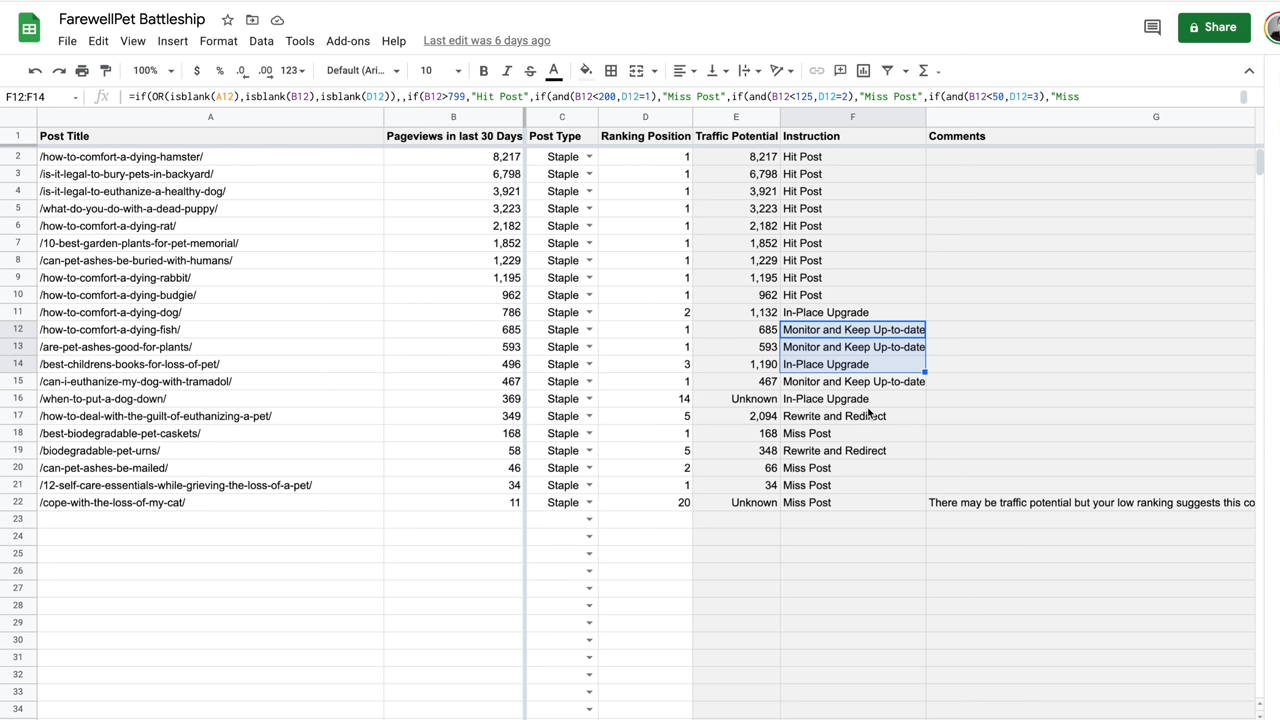 FarewellPet Battleship
File Edit View Insert Format Data Tools Add-ons Help Last edit was 6 days ago
Share
100% $ % .0 .00 123 Default (Ari... 10 B I S A
F12:F14 fx =if(OR(isblank(A12),isblank(B12),isblank(D12)),,if(B12>799,"Hit Post",if(and(B12<200,D12=1),"Miss Post",if(and(B12<125,D12=2),"Miss Post",if(and(B12<50,D12=3),"Miss
A B C D E F G
1 Post Title Pageviews in last 30 Days Post Type Ranking Position Traffic Potential Instruction Comments
2 /how-to-comfort-a-dying-hamster/ 8,217 Staple 1 8,217 Hit Post
3 /is-it-legal-to-bury-pets-in-backyard/ 6,798 Staple 1 6,798 Hit Post
4 /is-it-legal-to-euthanize-a-healthy-dog/ 3,921 Staple 1 3,921 Hit Post
5 /what-do-you-do-with-a-dead-puppy/ 3,223 Staple 1 3,223 Hit Post
6 /how-to-comfort-a-dying-rat/ 2,182 Staple 1 2,182 Hit Post
7 /10-best-garden-plants-for-pet-memorial/ 1,852 Staple 1 1,852 Hit Post
8 /can-pet-ashes-be-buried-with-humans/ 1,229 Staple 1 1,229 Hit Post
9 /how-to-comfort-a-dying-rabbit/ 1,195 Staple 1 1,195 Hit Post
10 /how-to-comfort-a-dying-budgie/ 962 Staple 1 962 Hit Post
11 /how-to-comfort-a-dying-dog/ 786 Staple 2 1,132 In-Place Upgrade
12 /how-to-comfort-a-dying-fish/ 685 Staple 1 685 Monitor and Keep Up-to-date
13 /are-pet-ashes-good-for-plants/ 593 Staple 1 593 Monitor and Keep Up-to-date
14 /best-childrens-books-for-loss-of-pet/ 496 Staple 3 1,190 In-Place Upgrade
15 /can-i-euthanize-my-dog-with-tramadol/ 467 Staple 1 467 Monitor and Keep Up-to-date
16 /when-to-put-a-dog-down/ 369 Staple 14 Unknown In-Place Upgrade
17 /how-to-deal-with-the-guilt-of-euthanizing-a-pet/ 349 Staple 5 2,094 Rewrite and Redirect
18 /best-biodegradable-pet-caskets/ 168 Staple 1 168 Miss Post
19 /biodegradable-pet-urns/ 58 Staple 5 348 Rewrite and Redirect
20 /can-pet-ashes-be-mailed/ 46 Staple 2 66 Miss Post
21 /12-self-care-essentials-while-grieving-the-loss-of-a-pet/ 34 Staple 1 34 Miss Post
22 /cope-with-the-loss-of-my-cat/ 11 Staple 20 Unknown Miss Post There may be traffic potential but your low ranking suggests this co
23
24
25
26
27
28
29
30
31
32
33
34